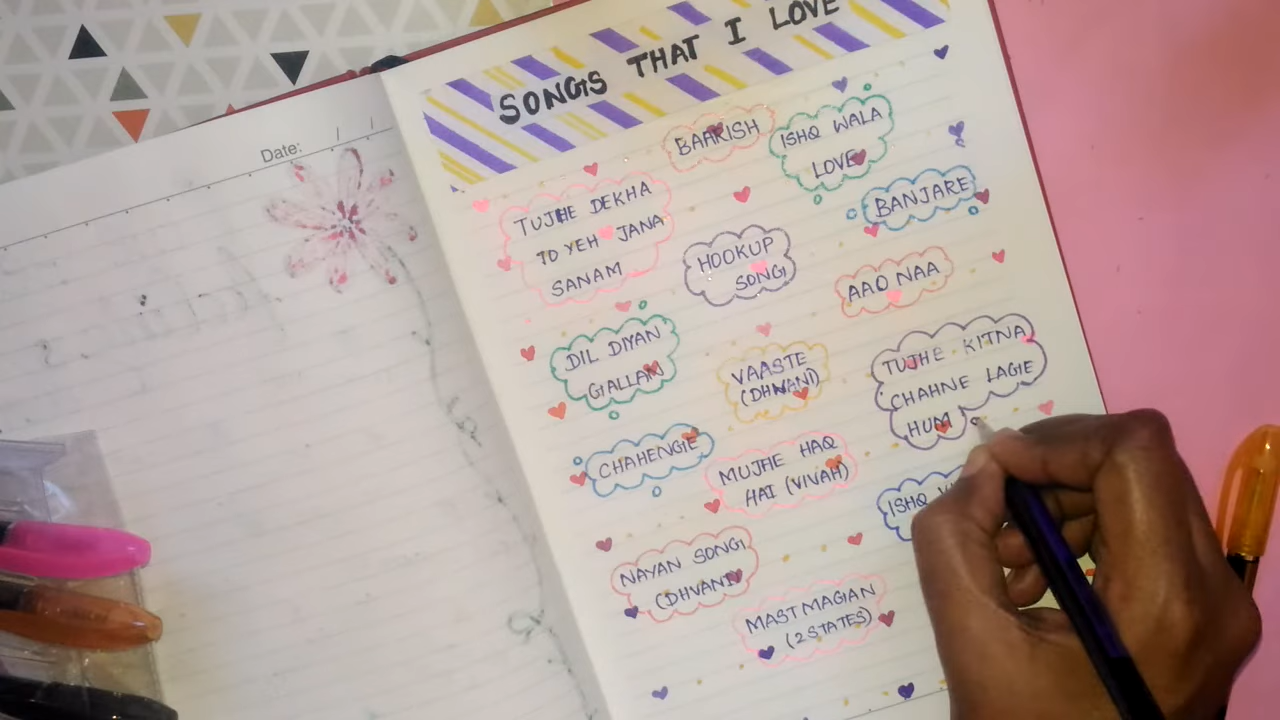 Date:
SONGS THAT I LOVE
BAARISH
ISHQ WALA
LOVE
TUJHE DEKHA
TO YEH JANA
SANAM
HOOKUP
SONG
BANJARE
AAO NAA
DIL DIYAN
GALLAN
VAASTE
(DHVANI)
TUJHE KITNA
CHAHNE LAGE
HUM
CHAHENGE
MUJHE HAQ
HAI (VIVAH)
ISHQ
NAYAN SONG
(DHVANI)
MAST MAGAN
(2 STATES)